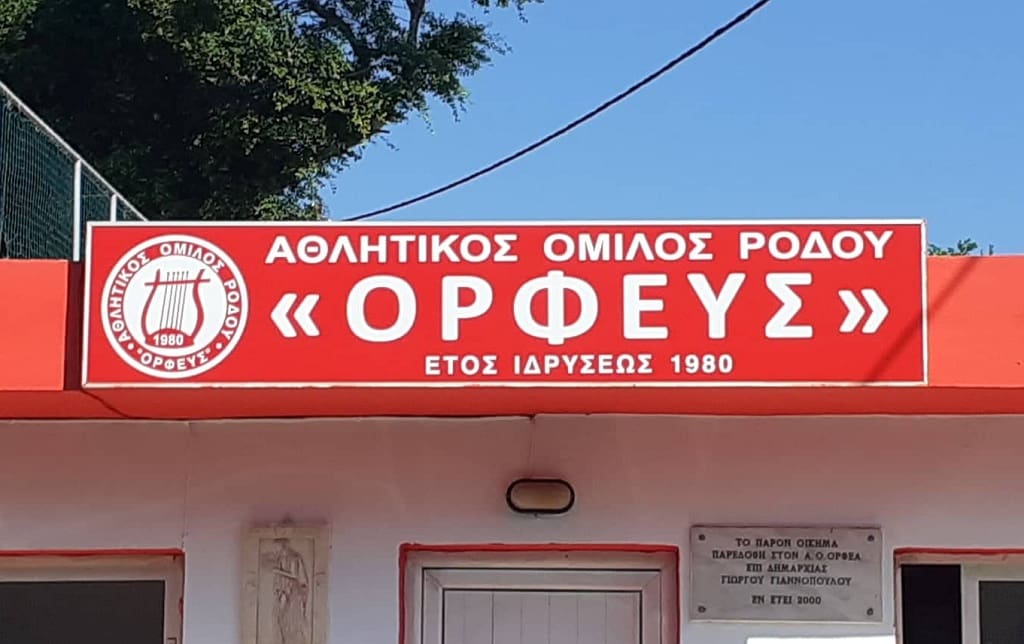 ΑΘΛΗΤΙΚΟΣ ΟΜΙΛΟΣ ΡΟΔΟΥ
«ΟΡΦΕΥΣ»
ΕΤΟΣ ΙΔΡΥΣΕΩΣ 1980
ΑΘΛΗΤΙΚΟΣ ΟΜΙΛΟΣ ΡΟΔΟΥ
1980
"ΟΡΦΕΥΣ"
ΤΟ ΠΑΡΟΝ ΟΙΚΗΜΑ
ΠΑΡΕΔΟΘΗ ΣΤΟΝ Α.Ο.ΟΡΦΕΑ
ΕΠΙ ΔΗΜΑΡΧΙΑΣ
ΓΙΩΡΓΟΥ ΓΙΑΝΝΟΠΟΥΛΟΥ
ΕΝ ΕΤΕΙ 2000